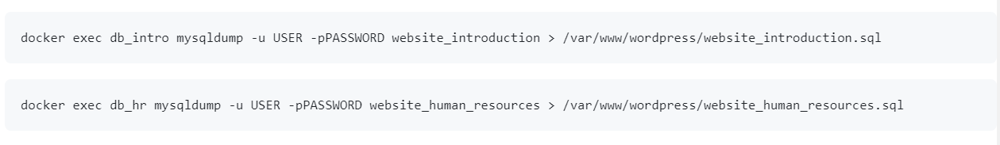 docker exec db_intro mysqldump -u USER -pPASSWORD website_introduction > /var/www/wordpress/website_introduction.sql
docker exec db_hr mysqldump -u USER -pPASSWORD website_human_resources > /var/www/wordpress/website_human_resources.sql